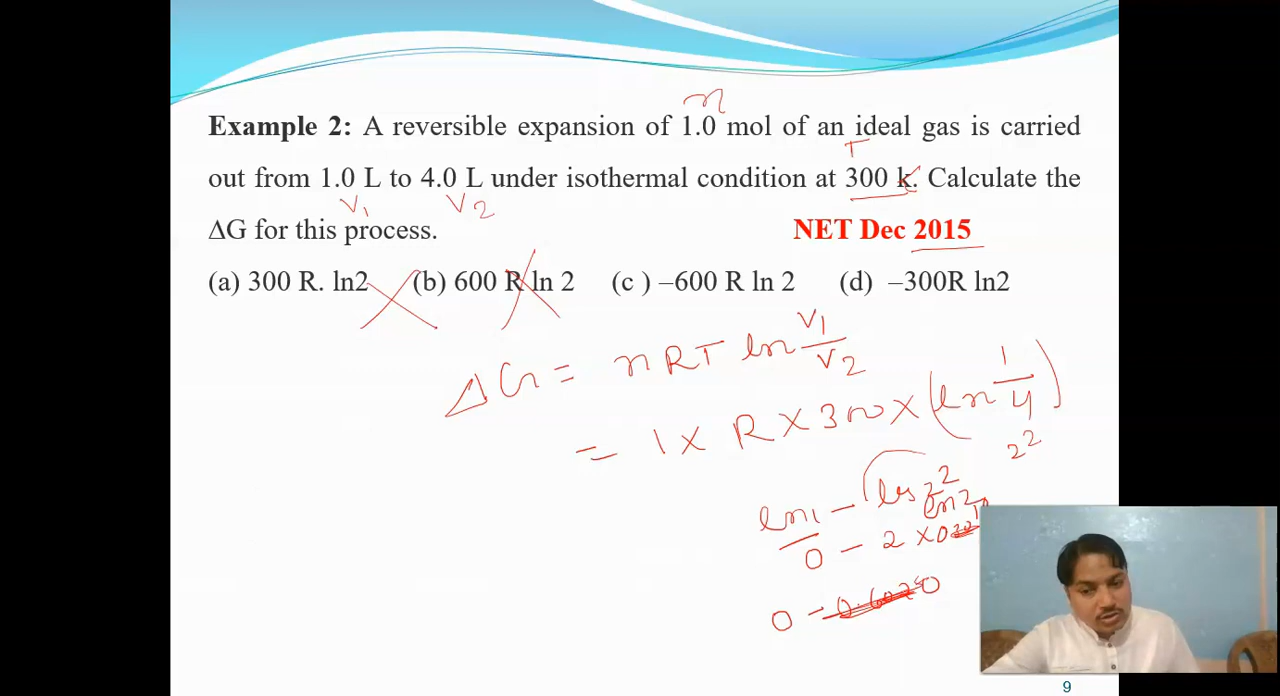 n
Example 2: A reversible expansion of 1.0 mol of an ideal gas is carried
T
out from 1.0 L to 4.0 L under isothermal condition at 300 k. Calculate the
V1 V2
ΔG for this process. NET Dec 2015
(a) 300 R. ln2 (b) 600 R ln 2 (c ) –600 R ln 2 (d) –300R ln2
ΔG = nRT ln V1/V2
= 1 × R × 300 × (ln 1/4)
2²
ln1 – 2²
ln2
0 – 2 × 0
0 – 0
9